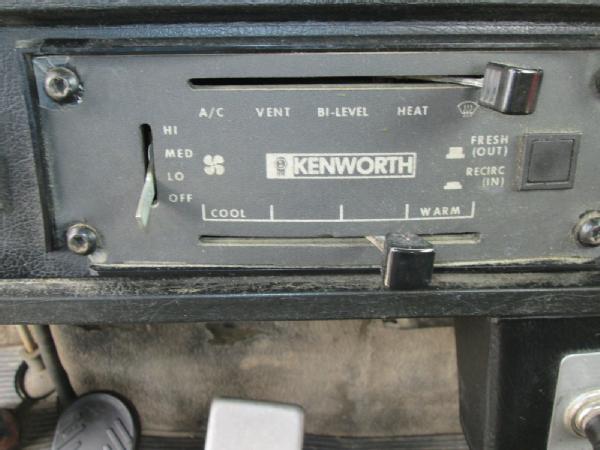 A/C VENT BI-LEVEL HEAT
HI
MED
LO
OFF
KENWORTH
FRESH
(OUT)
RECIRC
(IN)
COOL WARM